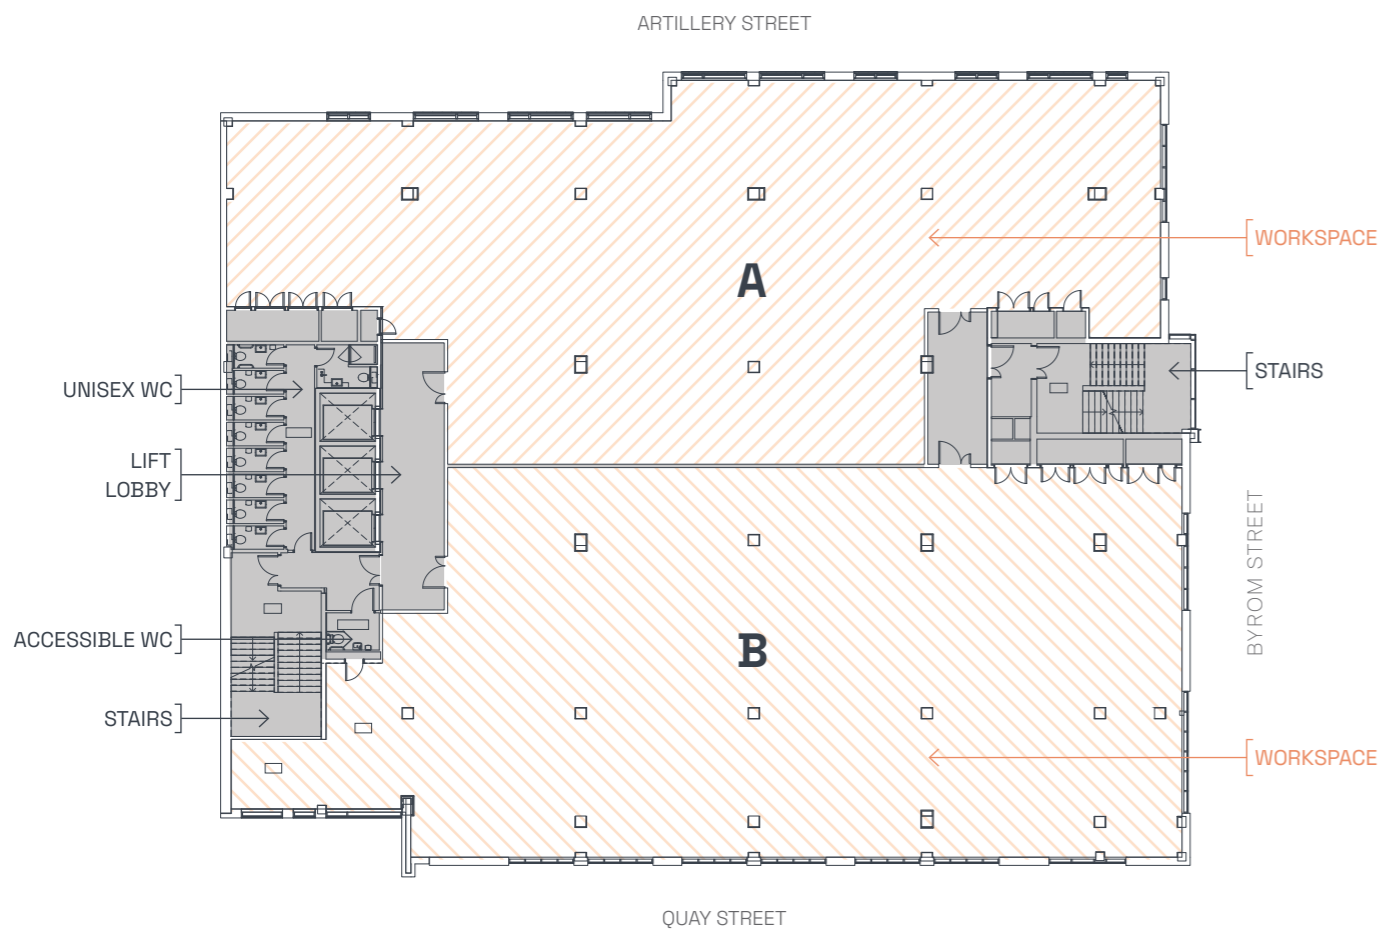 ARTILLERY STREET
WORKSPACE
A
STAIRS
UNISEX WC
LIFT
LOBBY
BYROM STREET
ACCESSIBLE WC
B
STAIRS
WORKSPACE
QUAY STREET